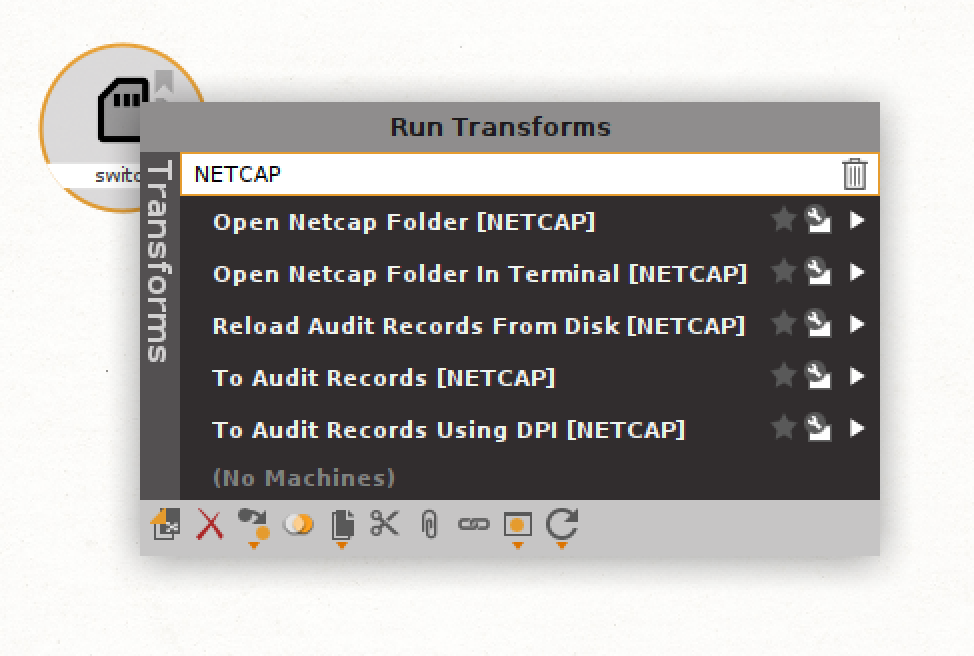 Run Transforms
switc
Transforms
NETCAP
Open Netcap Folder [NETCAP]
Open Netcap Folder In Terminal [NETCAP]
Reload Audit Records From Disk [NETCAP]
To Audit Records [NETCAP]
To Audit Records Using DPI [NETCAP]
(No Machines)